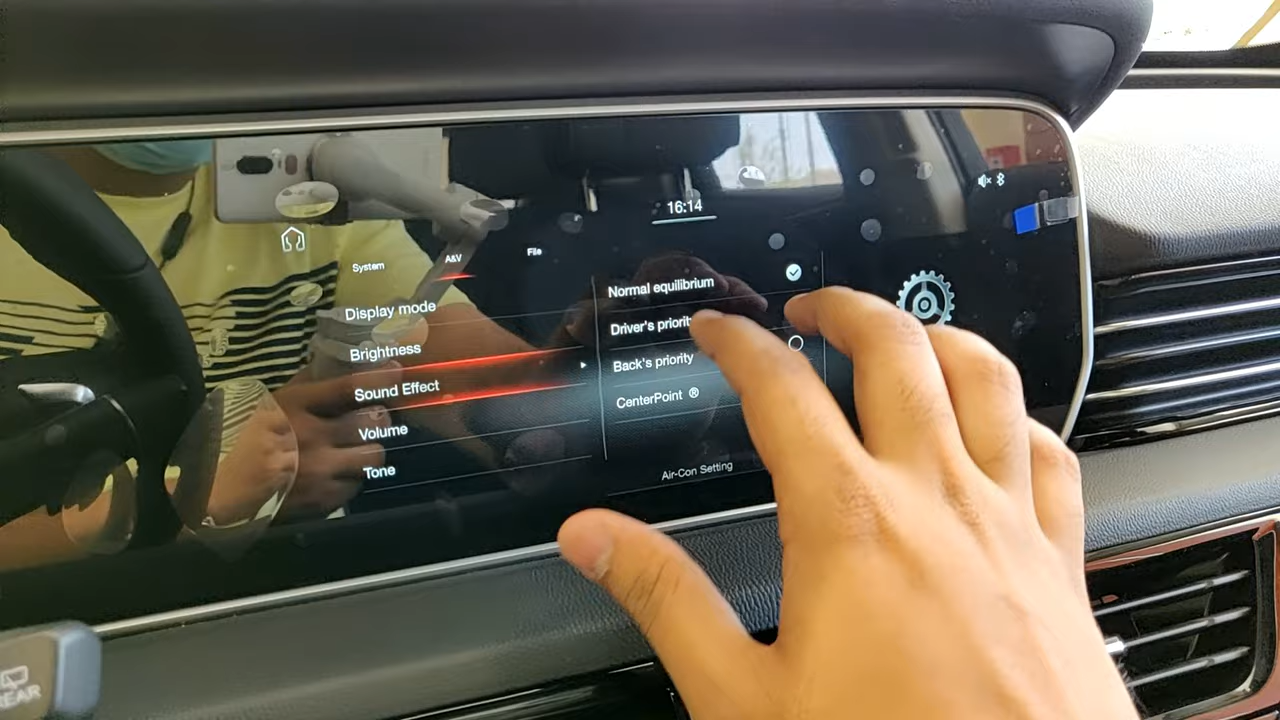 16:14
System
A&V
File
Display mode
Brightness
Sound Effect
Volume
Tone
Normal equilibrium
Driver's priority
Back's priority
CenterPoint ®
Air-Con Setting
REAR